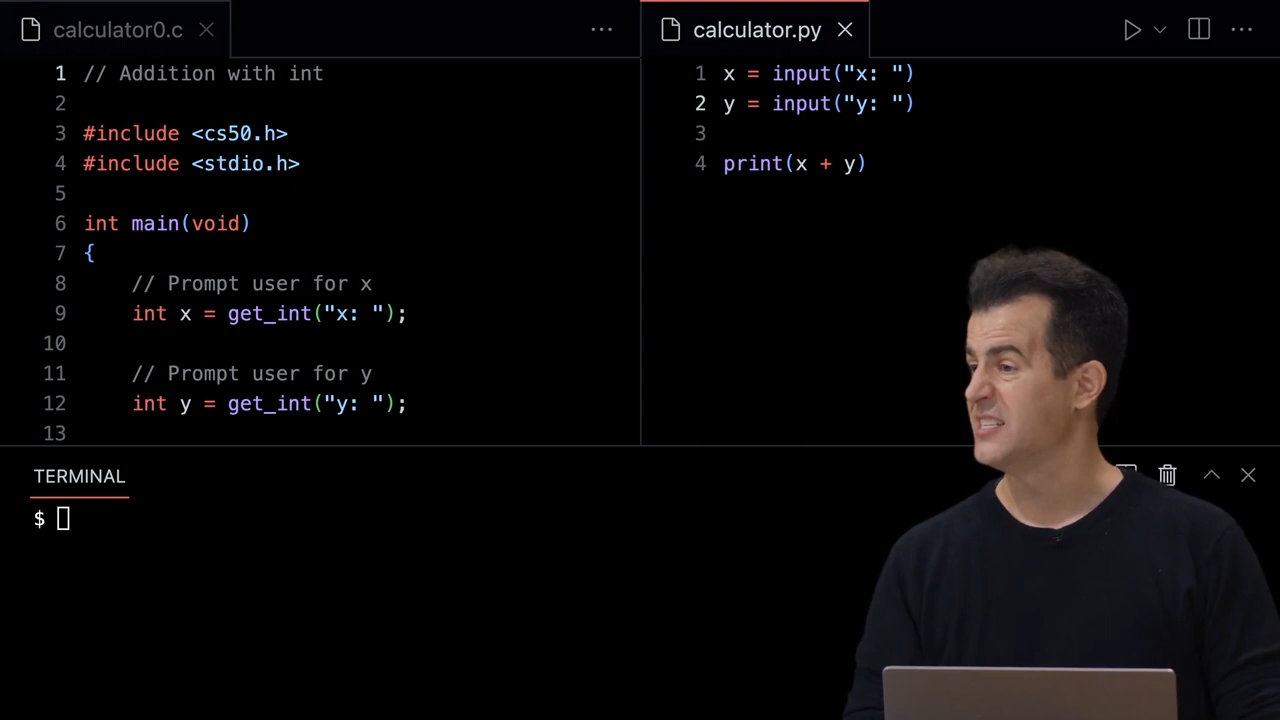 calculator0.c
1 // Addition with int
2
3 #include <cs50.h>
4 #include <stdio.h>
5
6 int main(void)
7 {
8     // Prompt user for x
9     int x = get_int("x: ");
10
11     // Prompt user for y
12     int y = get_int("y: ");
13
calculator.py
1 x = input("x: ")
2 y = input("y: ")
3
4 print(x + y)
TERMINAL
$